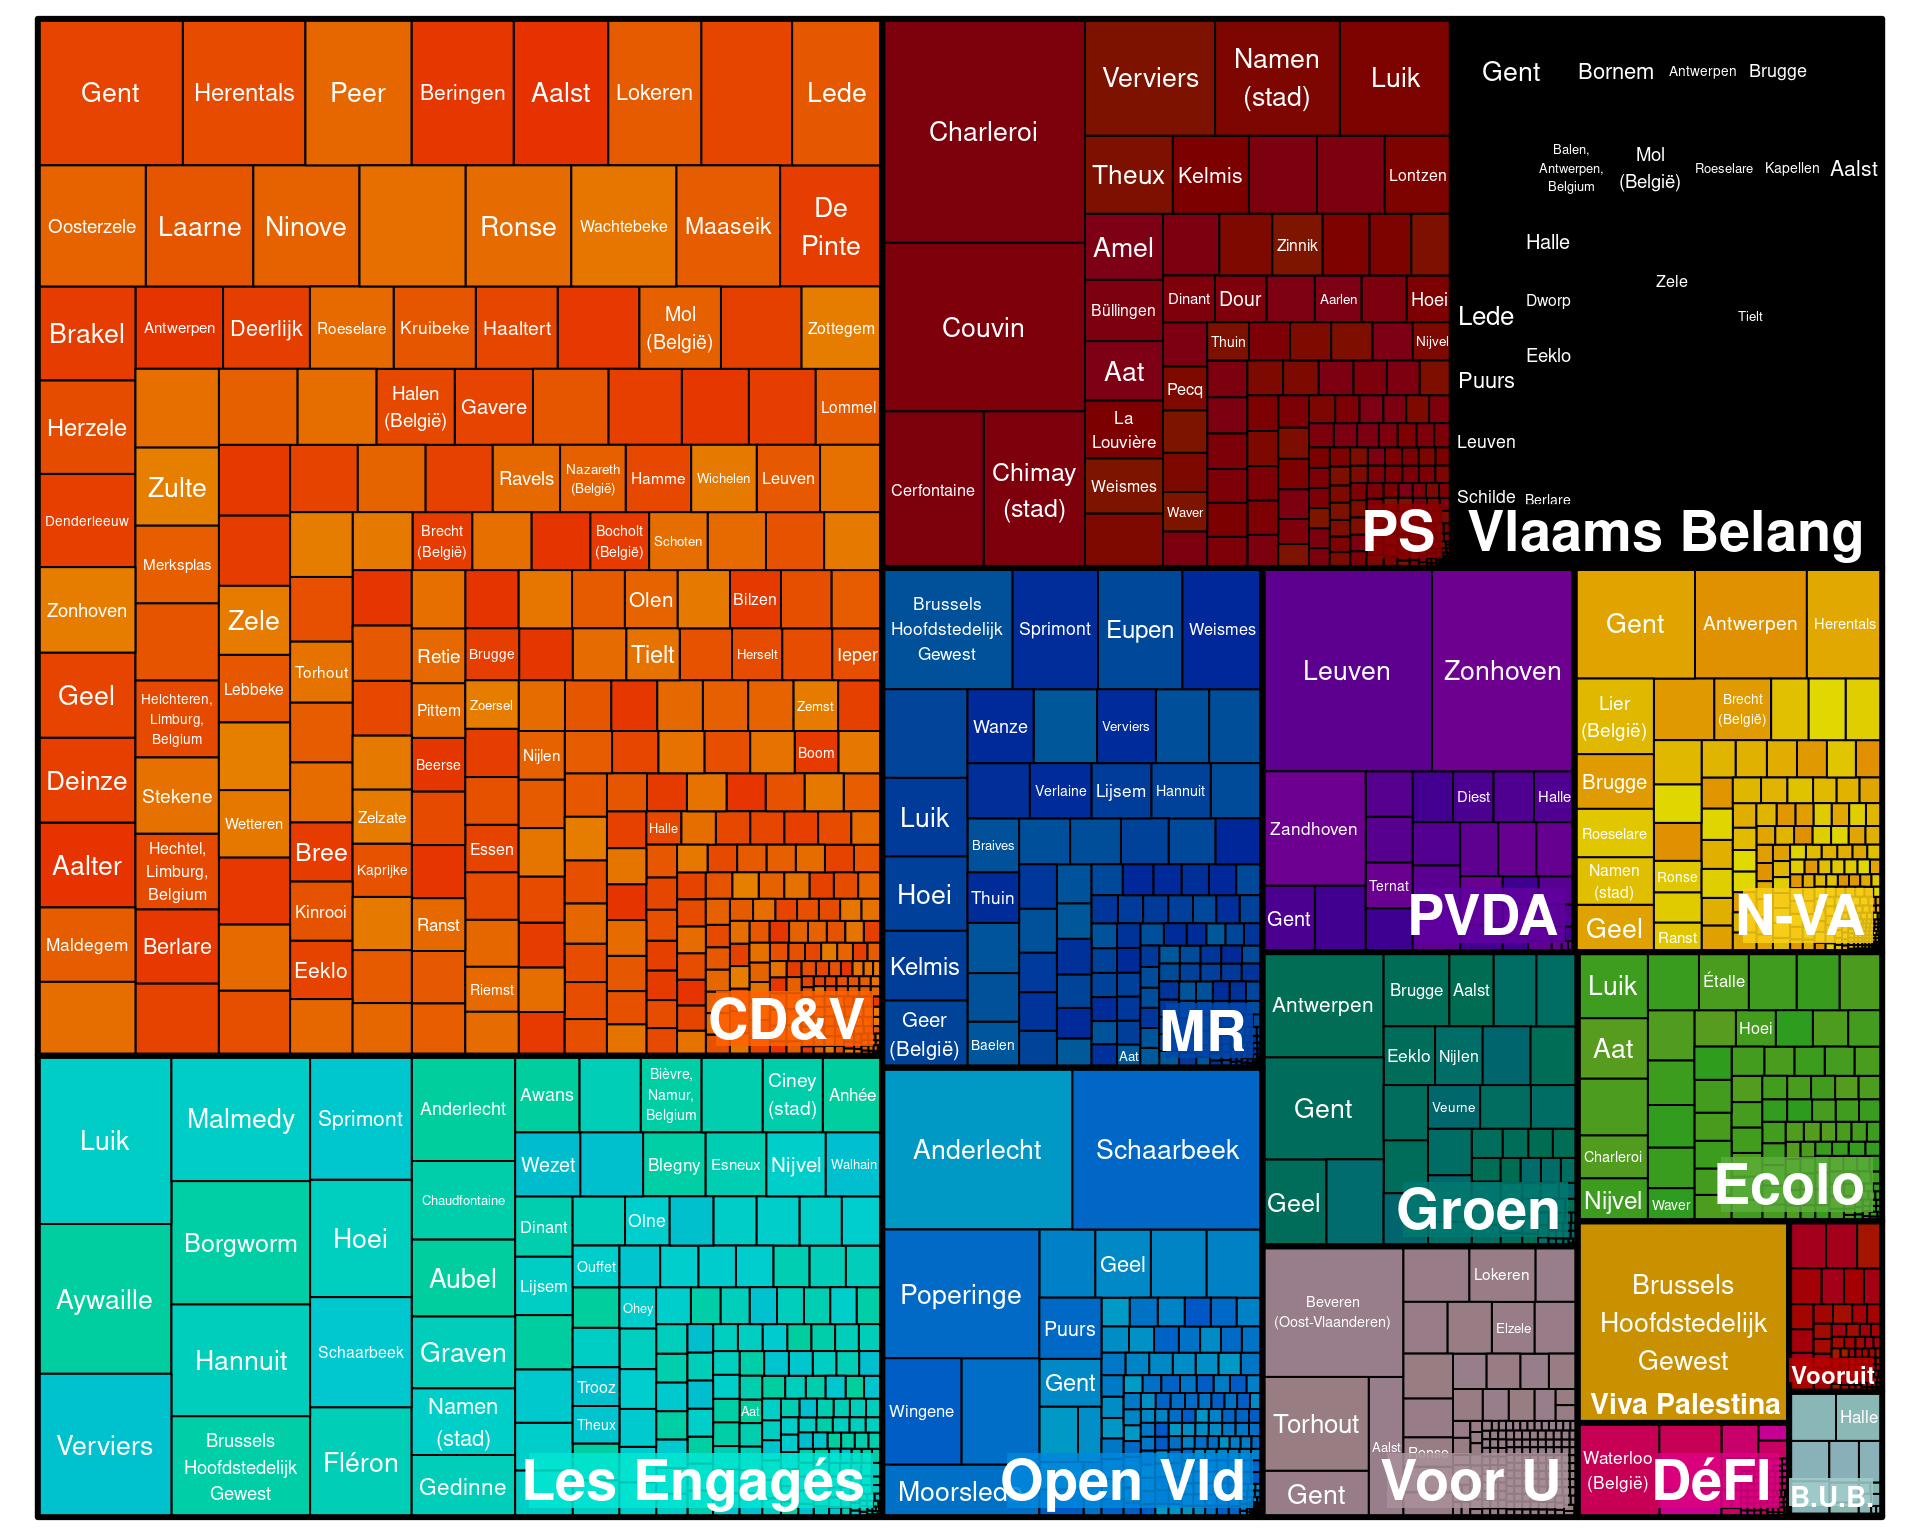 Gent
Herentals
Peer
Beringen
Aalst
Lokeren
Lede
Oosterzele
Laarne
Ninove
Ronse
Wachtebeke
Maaseik
De
Pinte
Brakel
Antwerpen
Deerlijk
Roeselare
Kruibeke
Haaltert
Mol
(België)
Zottegem
Herzele
Halen
(België)
Gavere
Lommel
Zulte
Ravels
Nazareth
(België)
Hamme
Wichelen
Leuven
Denderleeuw
Merksplas
Brecht
(België)
Bocholt
(België)
Schoten
Zonhoven
Zele
Olen
Bilzen
Torhout
Retie
Brugge
Tielt
Herselt
Ieper
Geel
Helchteren,
Limburg,
Belgium
Lebbeke
Pittem
Zoersel
Zemst
Deinze
Stekene
Beerse
Nijlen
Boom
Wetteren
Zelzate
Halle
Aalter
Hechtel,
Limburg,
Belgium
Bree
Kaprijke
Essen
Maldegem
Berlare
Kinrooi
Ranst
Eeklo
Riemst
CD&V
Charleroi
Verviers
Namen
(stad)
Luik
Theux
Kelmis
Lontzen
Amel
Zinnik
Couvin
Büllingen
Dinant
Dour
Aarlen
Hoei
Aat
Thuin
Nijvel
Pecq
La
Louvière
Cerfontaine
Chimay
(stad)
Weismes
Waver
PS
Gent
Bornem
Antwerpen
Brugge
Balen,
Antwerpen,
Belgium
Mol
(België)
Roeselare
Kapellen
Aalst
Halle
Zele
Lede
Dworp
Tielt
Eeklo
Puurs
Leuven
Schilde
Berlare
Vlaams Belang
Brussels
Hoofdstedelijk
Gewest
Sprimont
Eupen
Weismes
Wanze
Verviers
Luik
Verlaine
Lijsem
Hannuit
Braives
Hoei
Thuin
Kelmis
Geer
(België)
Baelen
Aat
MR
Leuven
Zonhoven
Zandhoven
Diest
Halle
Ternat
Gent
PVDA
Gent
Antwerpen
Herentals
Lier
(België)
Brecht
(België)
Brugge
Roeselare
Namen
(stad)
Ronse
Geel
Ranst
N-VA
Antwerpen
Brugge
Aalst
Eeklo
Nijlen
Gent
Veurne
Geel
Groen
Luik
Étalle
Aat
Hoei
Charleroi
Nijvel
Waver
Ecolo
Luik
Malmedy
Sprimont
Anderlecht
Awans
Bièvre,
Namur,
Belgium
Ciney
(stad)
Anhée
Wezet
Blegny
Esneux
Nijvel
Walhain
Chaudfontaine
Borgworm
Hoei
Dinant
Olne
Aywaille
Aubel
Lijsem
Ouffet
Ohey
Hannuit
Schaarbeek
Graven
Trooz
Theux
Aat
Verviers
Brussels
Hoofdstedelijk
Gewest
Fléron
Namen
(stad)
Gedinne
Les Engagés
Anderlecht
Schaarbeek
Poperinge
Geel
Puurs
Gent
Wingene
Moorslede
Open Vld
Beveren
(Oost-Vlaanderen)
Lokeren
Elzele
Torhout
Aalst
Ronse
Gent
Voor U
Brussels
Hoofdstedelijk
Gewest
Viva Palestina
Vooruit
Waterloo
(België)
DéFI
Halle
B.U.B.